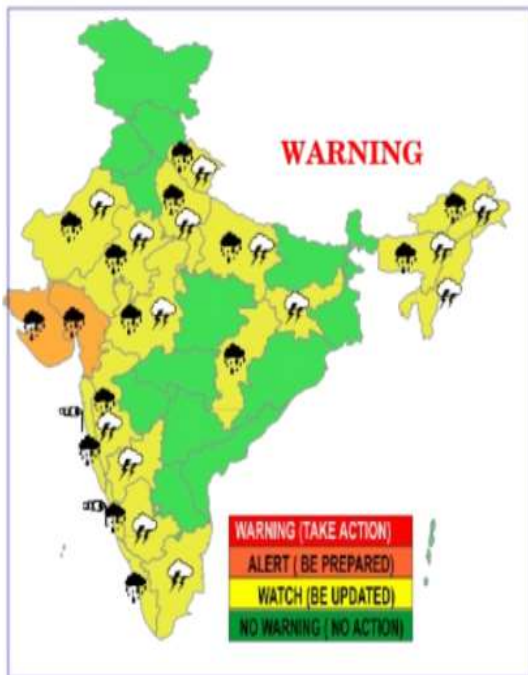 WARNING
WARNING (TAKE ACTION)
ALERT ( BE PREPARED)
WATCH (BE UPDATED)
NO WARNING ( NO ACTION)